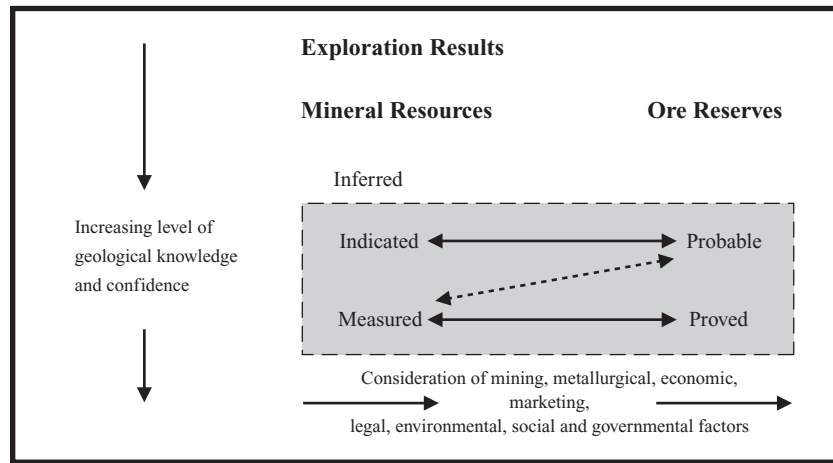 Exploration Results
Mineral Resources
Ore Reserves
Inferred
Increasing level of
geological knowledge
and confidence
Indicated
Probable
Measured
Proved
Consideration of mining, metallurgical, economic,
marketing,
legal, environmental, social and governmental factors